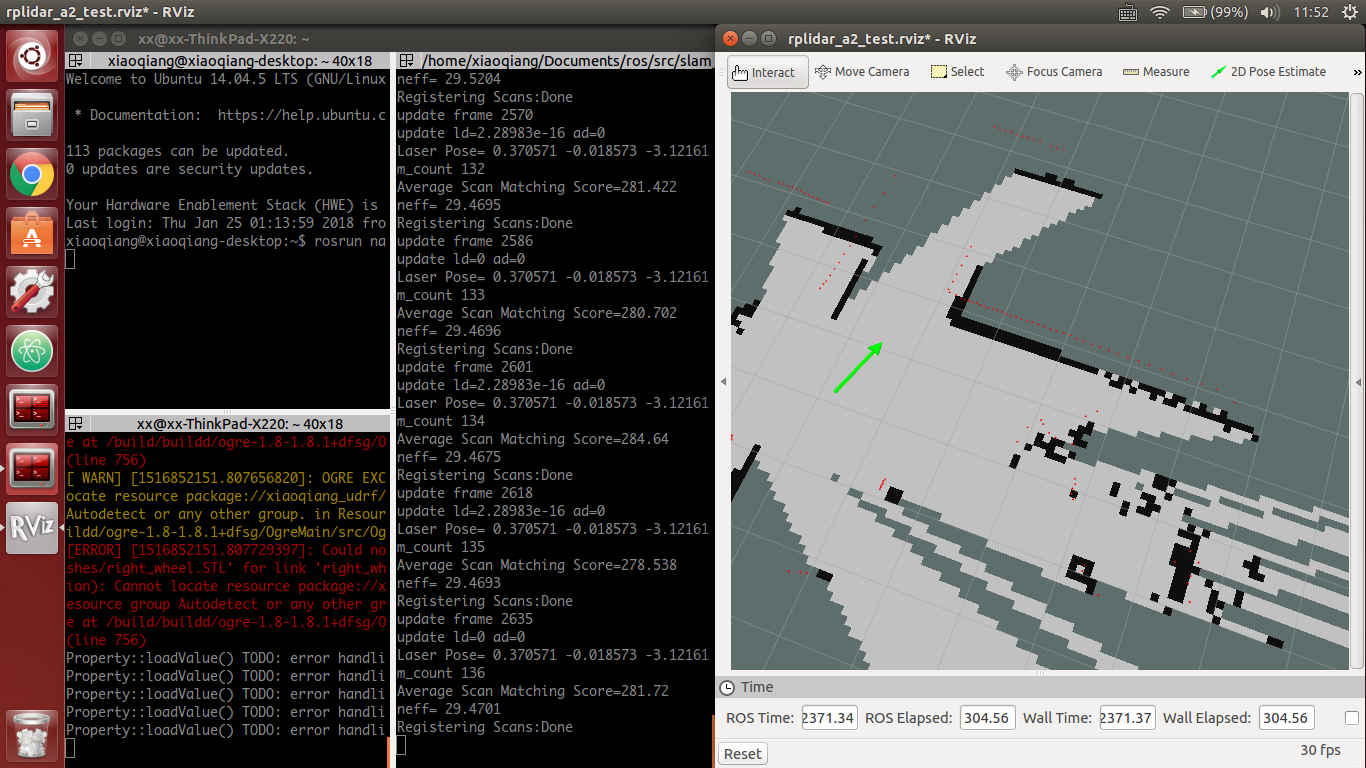 rplidar_a2_test.rviz* - RViz
(99%)
11:52
xx@xx-ThinkPad-X220: ~
xiaoqiang@xiaoqiang-desktop: ~ 40x18
Welcome to Ubuntu 14.04.5 LTS (GNU/Linux
* Documentation:  https://help.ubuntu.c
113 packages can be updated.
0 updates are security updates.
Your Hardware Enablement Stack (HWE) is
Last login: Thu Jan 25 01:13:59 2018 fro
xiaoqiang@xiaoqiang-desktop:~$ rosrun na
xx@xx-ThinkPad-X220: ~ 40x18
e at /build/buildd/ogre-1.8-1.8.1+dfsg/O
(line 756)
[ WARN] [1516852151.807656820]: OGRE EXC
ocate resource package://xiaoqiang_udrf/
Autodetect or any other group. in Resour
ildd/ogre-1.8-1.8.1+dfsg/OgreMain/src/Og
[ERROR] [1516852151.807729397]: Could no
shes/right_wheel.STL' for link 'right_wh
ion): Cannot locate resource package://x
esource group Autodetect or any other gr
e at /build/buildd/ogre-1.8-1.8.1+dfsg/O
(line 756)
Property::loadValue() TODO: error handli
Property::loadValue() TODO: error handli
Property::loadValue() TODO: error handli
Property::loadValue() TODO: error handli
Property::loadValue() TODO: error handli
/home/xiaoqiang/Documents/ros/src/slam
neff= 29.5204
Registering Scans:Done
update frame 2570
update ld=2.28983e-16 ad=0
Laser Pose= 0.370571 -0.018573 -3.12161
m_count 132
Average Scan Matching Score=281.422
neff= 29.4695
Registering Scans:Done
update frame 2586
update ld=0 ad=0
Laser Pose= 0.370571 -0.018573 -3.12161
m_count 133
Average Scan Matching Score=280.702
neff= 29.4696
Registering Scans:Done
update frame 2601
update ld=2.28983e-16 ad=0
Laser Pose= 0.370571 -0.018573 -3.12161
m_count 134
Average Scan Matching Score=284.64
neff= 29.4675
Registering Scans:Done
update frame 2618
update ld=2.28983e-16 ad=0
Laser Pose= 0.370571 -0.018573 -3.12161
m_count 135
Average Scan Matching Score=278.538
neff= 29.4693
Registering Scans:Done
update frame 2635
update ld=0 ad=0
Laser Pose= 0.370571 -0.018573 -3.12161
m_count 136
Average Scan Matching Score=281.72
neff= 29.4701
Registering Scans:Done
rplidar_a2_test.rviz* - RViz
Interact
Move Camera
Select
Focus Camera
Measure
2D Pose Estimate
»
RViz
Time
ROS Time: 2371.34 ROS Elapsed: 304.56 Wall Time: 2371.37 Wall Elapsed: 304.56
Reset
30 fps